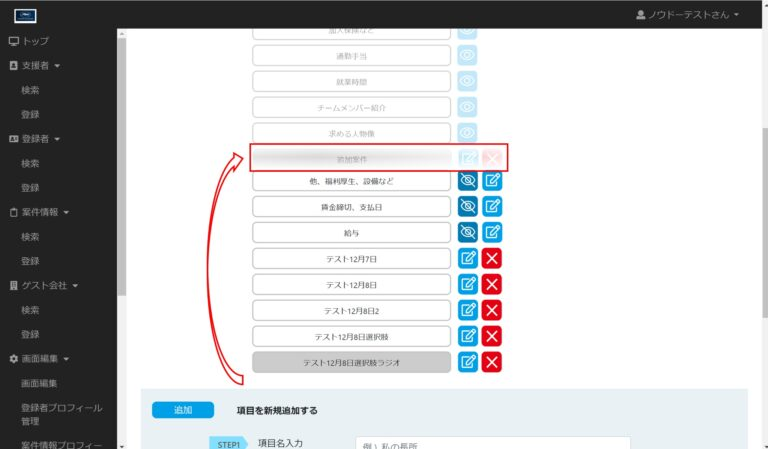 ノウドーテストさん
トップ
支援者
検索
登録
登録者
検索
登録
案件情報
検索
登録
ゲスト会社
検索
登録
画面編集
画面編集
登録者プロフィール
管理
案件情報プロフィー
加入保険など
通勤手当
就業時間
チームメンバー紹介
求める人物像
追加案件
他、福利厚生、設備など
賃金締切、支払日
給与
テスト12月7日
テスト12月8日
テスト12月8日2
テスト12月8日選択肢
テスト12月8日選択肢ラジオ
追加
項目を新規追加する
STEP1
項目名入力
例）私の長所